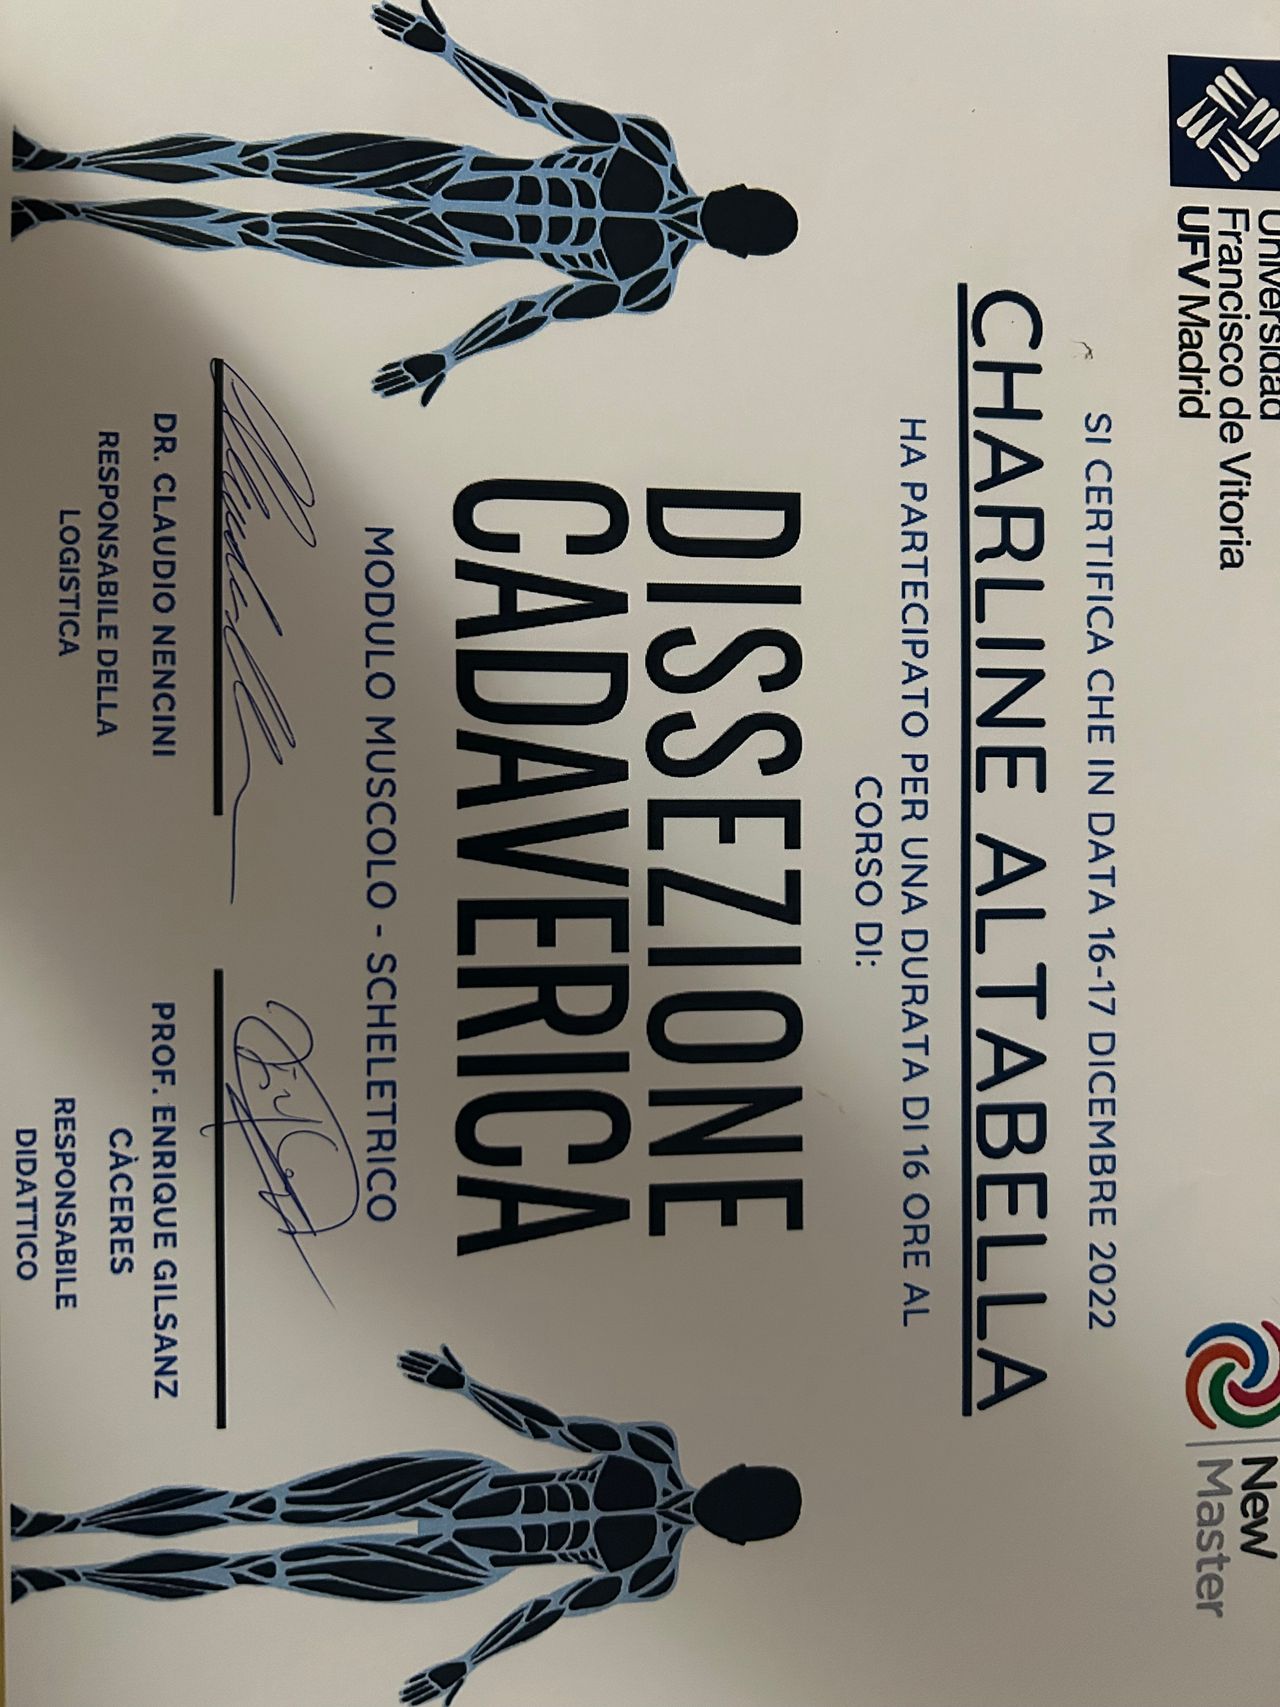 Universidad
Francisco de Vitoria
UFV Madrid
New
Master
SI CERTIFICA CHE IN DATA 16-17 DICEMBRE 2022
CHARLINE ALTABELLA
HA PARTECIPATO PER UNA DURATA DI 16 ORE AL
CORSO DI:
DISSEZIONE
CADAVERICA
MODULO MUSCOLO - SCHELETRICO
DR. CLAUDIO NENCINI
RESPONSABILE DELLA
LOGISTICA
PROF. ENRIQUE GILSANZ
CÀCERES
RESPONSABILE
DIDATTICO